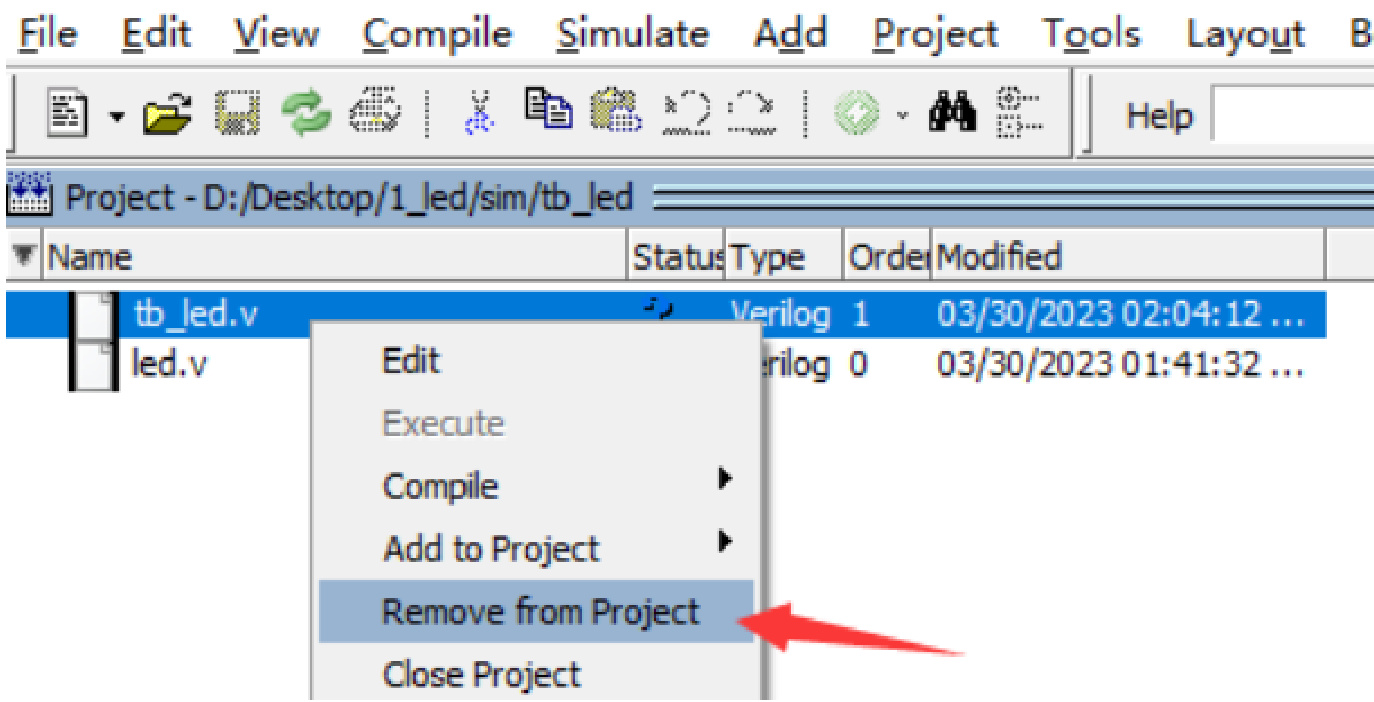 File Edit View Compile Simulate Add Project Tools Layout B
Help
Project - D:/Desktop/1_led/sim/tb_led
Name Status Type Order Modified
tb_led.v Verilog 1 03/30/2023 02:04:12 ...
led.v erilog 0 03/30/2023 01:41:32 ...
Edit
Execute
Compile
Add to Project
Remove from Project
Close Project